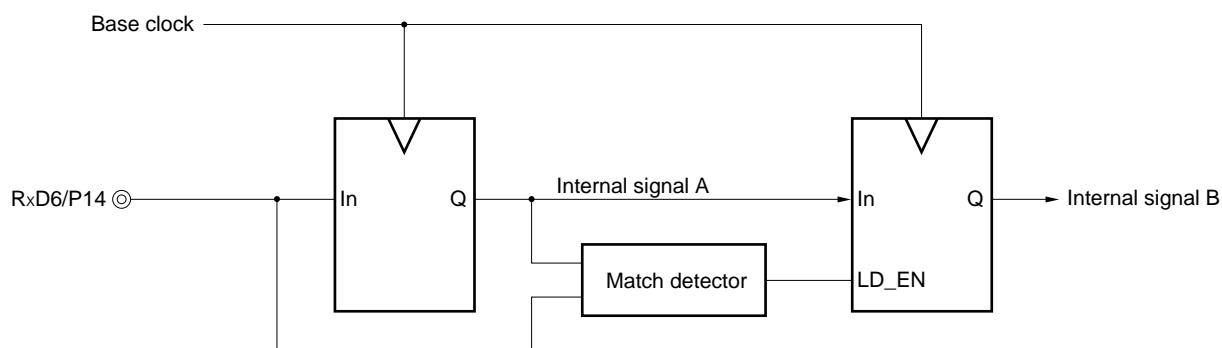 Base clock
RxD6/P14
In
Q
Internal signal A
In
Q
Internal signal B
Match detector
LD_EN